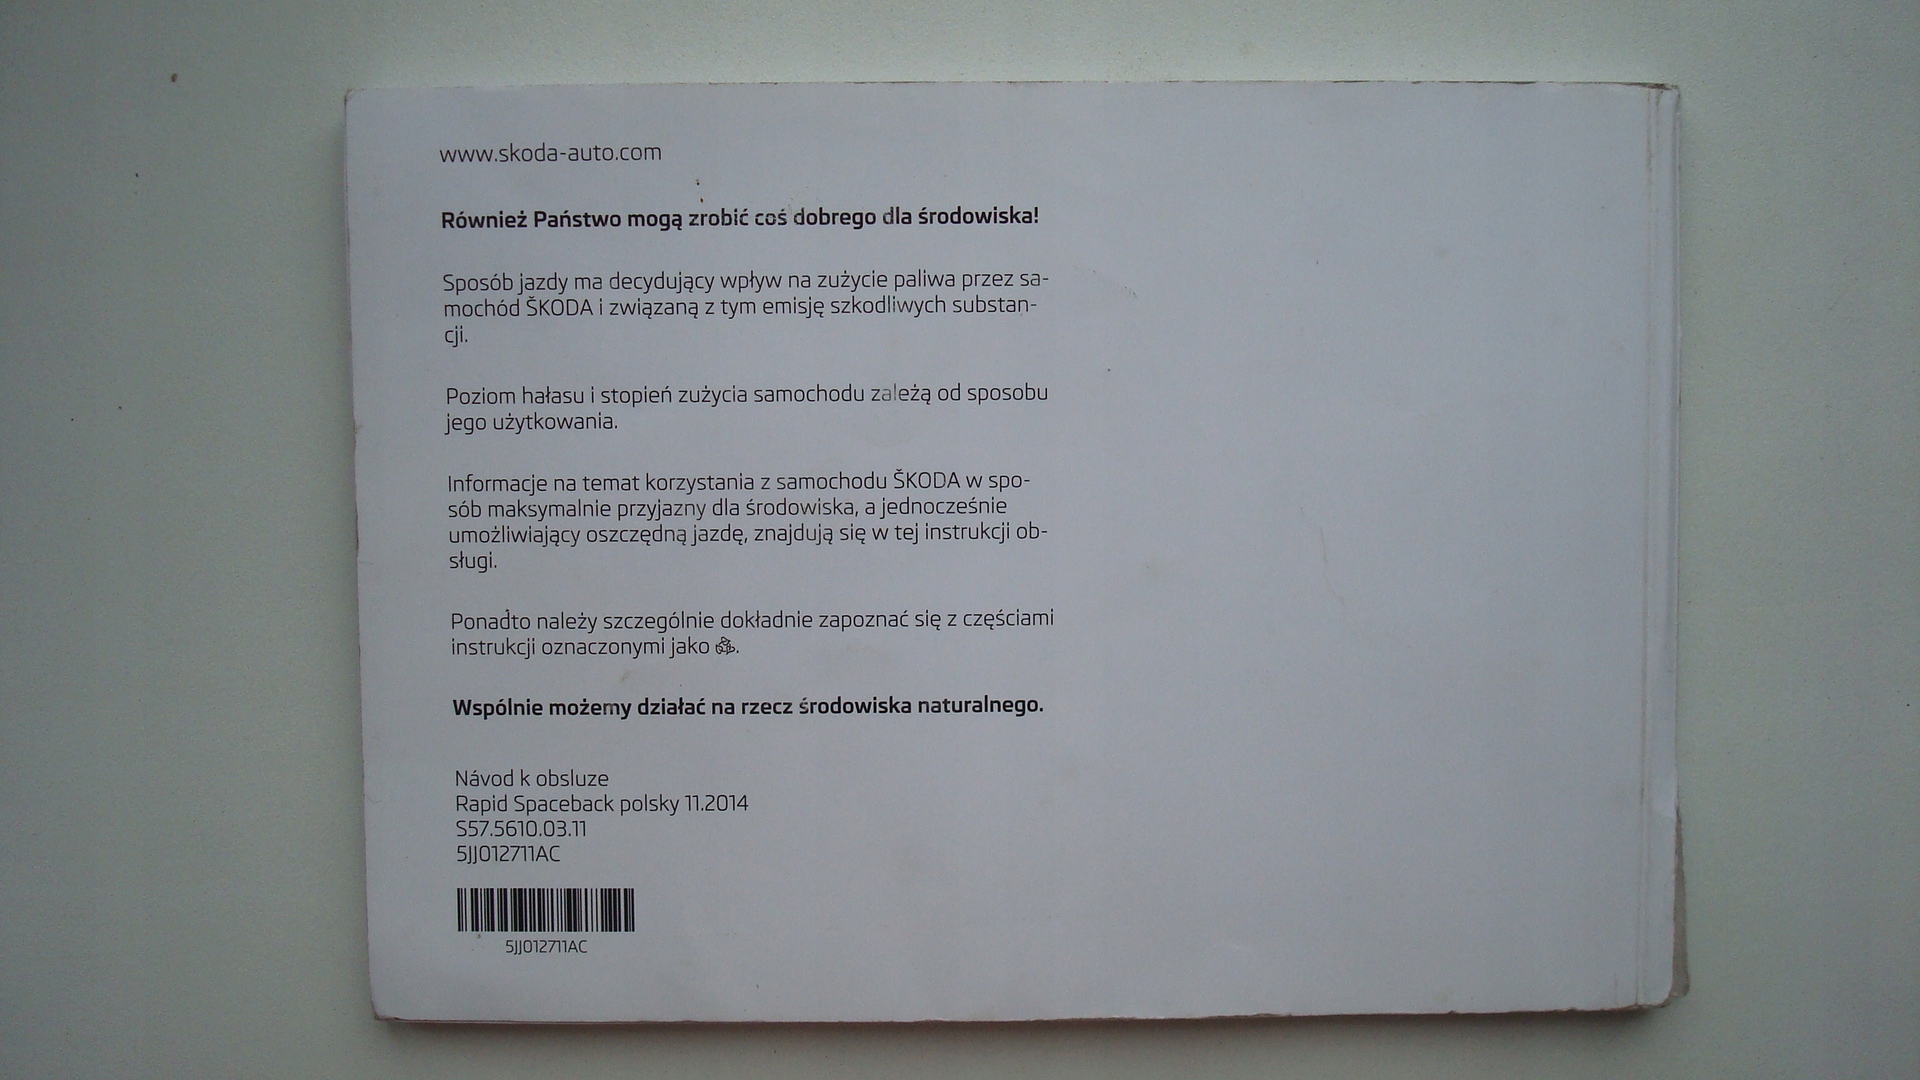 www.skoda-auto.com
Również Państwo mogą zrobić coś dobrego dla środowiska!
Sposób jazdy ma decydujący wpływ na zużycie paliwa przez sa-
mochód ŠKODA i związaną z tym emisję szkodliwych substan-
cji.
Poziom hałasu i stopień zużycia samochodu zależą od sposobu
jego użytkowania.
Informacje na temat korzystania z samochodu ŠKODA w spo-
sób maksymalnie przyjazny dla środowiska, a jednocześnie
umożliwiający oszczędną jazdę, znajdują się w tej instrukcji ob-
sługi.
Ponadto należy szczególnie dokładnie zapoznać się z częściami
instrukcji oznaczonymi jako .
Wspólnie możemy działać na rzecz środowiska naturalnego.
Návod k obsluze
Rapid Spaceback polsky 11.2014
S57.5610.03.11
5JJ012711AC
5JJ012711AC